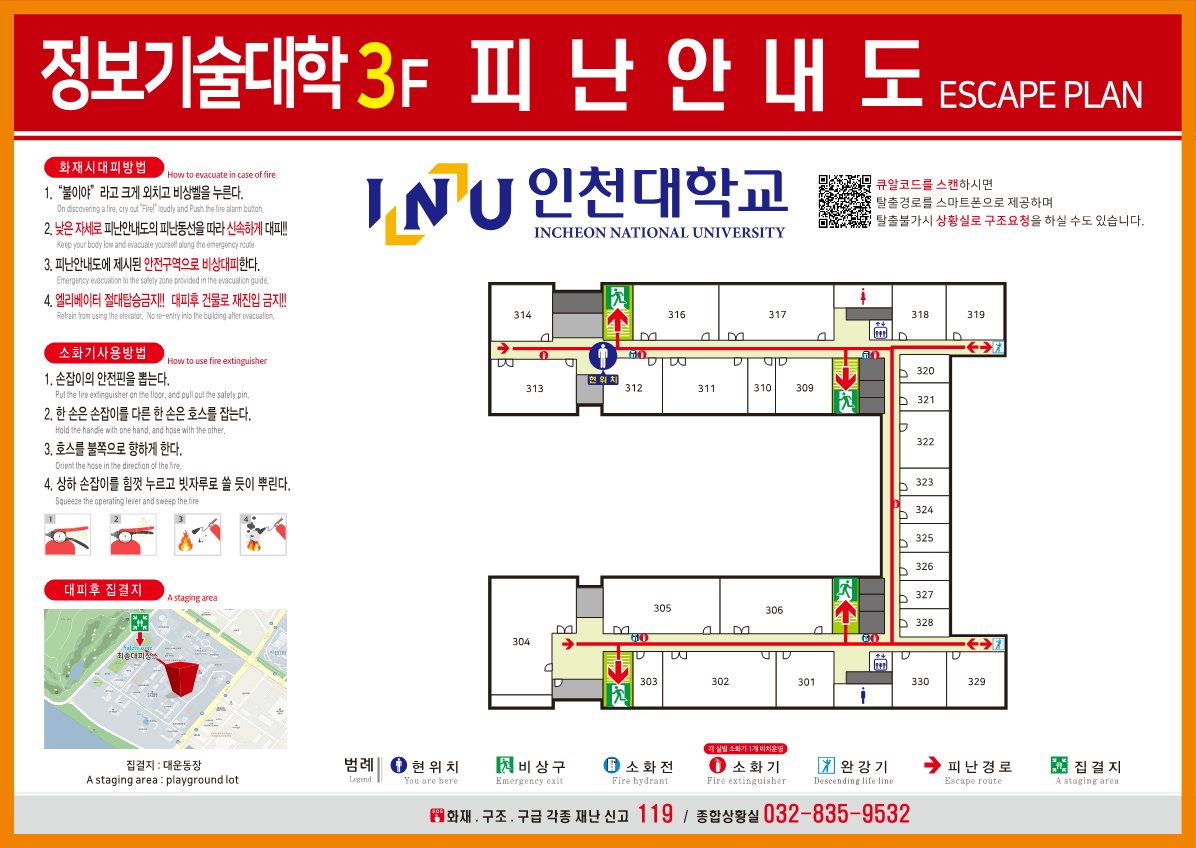 정보기술대학 3F 피난안내도 ESCAPE PLAN
화재시대피방법 How to evacuate in case of fire
1. “불이야” 라고 크게 외치고 비상벨을 누른다.
On discovering a fire, cry out "Fire!" loudly and Push the fire alarm button.
2. 낮은 자세로 피난안내도의 피난동선을 따라 신속하게 대피!!
Keep your body low and evacuate yourself along the emergency route
3. 피난안내도에 제시된 안전구역으로 비상대피한다.
Emergency evacuation to the safety zone provided in the evacuation guide.
4. 엘리베이터 절대탑승금지!! 대피후 건물로 재진입 금지!!
Refrain from using the elevator. No re-entry into the building after evacuation.
소화기사용방법 How to use fire extinguisher
1. 손잡이의 안전핀을 뽑는다.
Put the fire extinguisher on the floor, and pull out the safety pin.
2. 한 손은 손잡이를 다른 한 손은 호스를 잡는다.
Hold the handle with one hand, and hose with the other.
3. 호스를 불쪽으로 향하게 한다.
Orient the hose in the direction of the fire.
4. 상하 손잡이를 힘껏 누르고 빗자루로 쓸 듯이 뿌린다.
Squeeze the operating lever and sweep the fire
1 2 3 4
대피후 집결지 A staging area
Safety zone
최종대피장소
집결지 : 대운동장
A staging area : playground lot
INU 인천대학교
INCHEON NATIONAL UNIVERSITY
큐알코드를 스캔하시면
탈출경로를 스마트폰으로 제공하며
탈출불가시 상황실로 구조요청을 하실 수도 있습니다.
314 316 317 318 319
현위치
313 312 311 310 309
320
321
322
323
324
325
326
327
328
304 305 306
303 302 301 330 329
각 실별 소화기 1개 비치운영
범례 현위치 비상구 소화전 소화기 완강기 피난경로 집결지
Legend You are here Emergency exit Fire hydrant Fire extinguisher Descending life line Escape route A staging area
SOS 화재 . 구조 . 구급 각종 재난 신고 119 / 종합상황실 032-835-9532